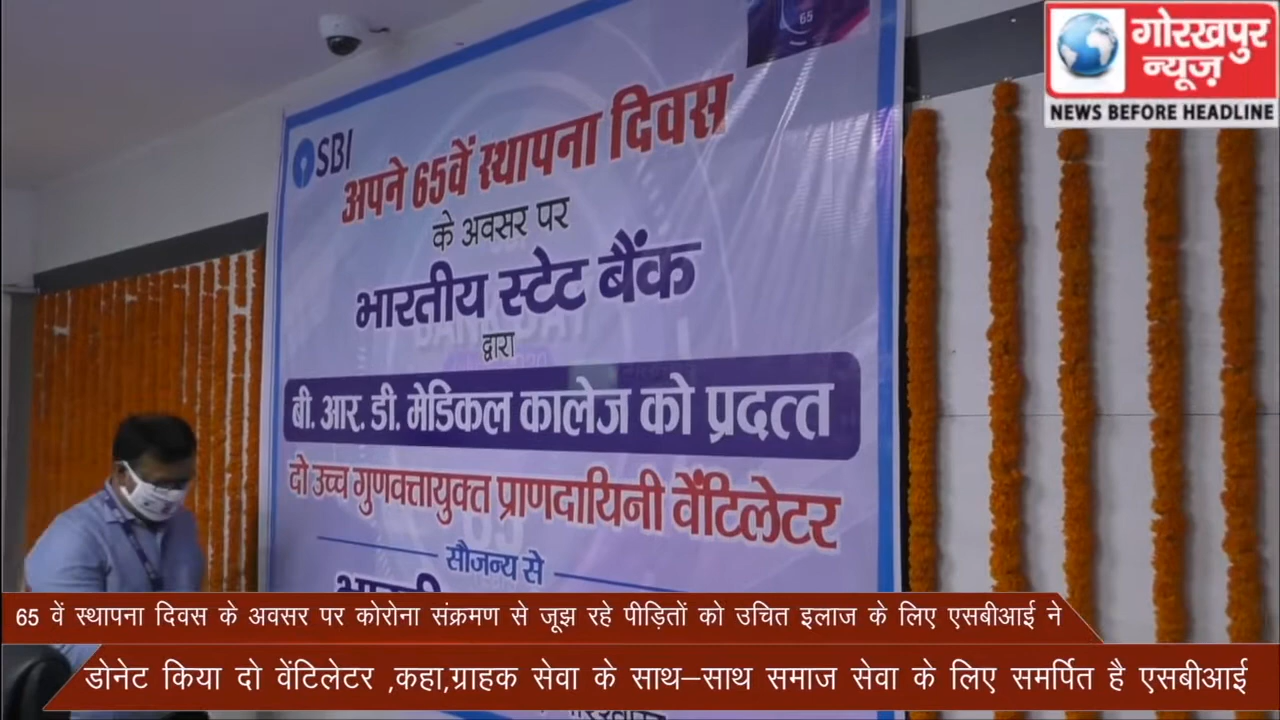 65
गोरखपुर
न्यूज़
NEWS BEFORE HEADLINE
SBI
अपने 65वें स्थापना दिवस
के अवसर पर
भारतीय स्टेट बैंक
द्वारा
बी. आर. डी. मेडिकल कालेज को प्रदत्त
दो उच्च गुणवत्तायुक्त प्राणदायिनी वेंटिलेटर
सौजन्य से
65 वें स्थापना दिवस के अवसर पर कोरोना संक्रमण से जूझ रहे पीड़ितों को उचित इलाज के लिए एसबीआई ने
डोनेट किया दो वेंटिलेटर ,कहा,ग्राहक सेवा के साथ–साथ समाज सेवा के लिए समर्पित है एसबीआई